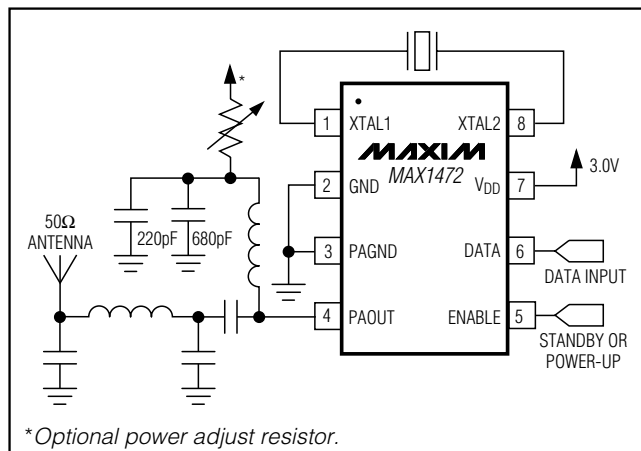 *
1 XTAL1
XTAL2 8
MAXIM
MAX1472
2 GND
VDD 7
3.0V
50Ω
ANTENNA
220pF
680pF
3 PAGND
DATA 6
DATA INPUT
4 PAOUT
ENABLE 5
STANDBY OR
POWER-UP
*Optional power adjust resistor.